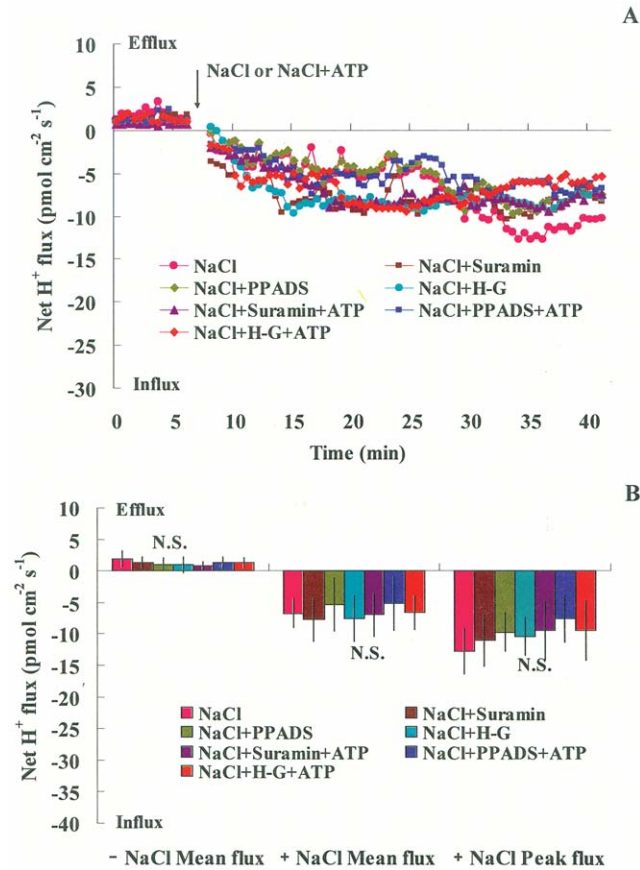 A
Efflux
NaCl or NaCl+ATP
10
5
0
-5
-10
-15
-20
-25
-30
Net H⁺ flux (pmol cm⁻² s⁻¹)
NaCl
NaCl+Suramin
NaCl+PPADS
NaCl+H-G
NaCl+Suramin+ATP
NaCl+PPADS+ATP
NaCl+H-G+ATP
Influx
0 5 10 15 20 25 30 35 40
Time (min)
B
Efflux
10
5
0
-5
-10
-15
-20
-25
-30
-35
-40
Net H⁺ flux (pmol cm⁻² s⁻¹)
N.S.
N.S.
N.S.
NaCl
NaCl+Suramin
NaCl+PPADS
NaCl+H-G
NaCl+Suramin+ATP
NaCl+PPADS+ATP
NaCl+H-G+ATP
Influx
- NaCl Mean flux + NaCl Mean flux + NaCl Peak flux